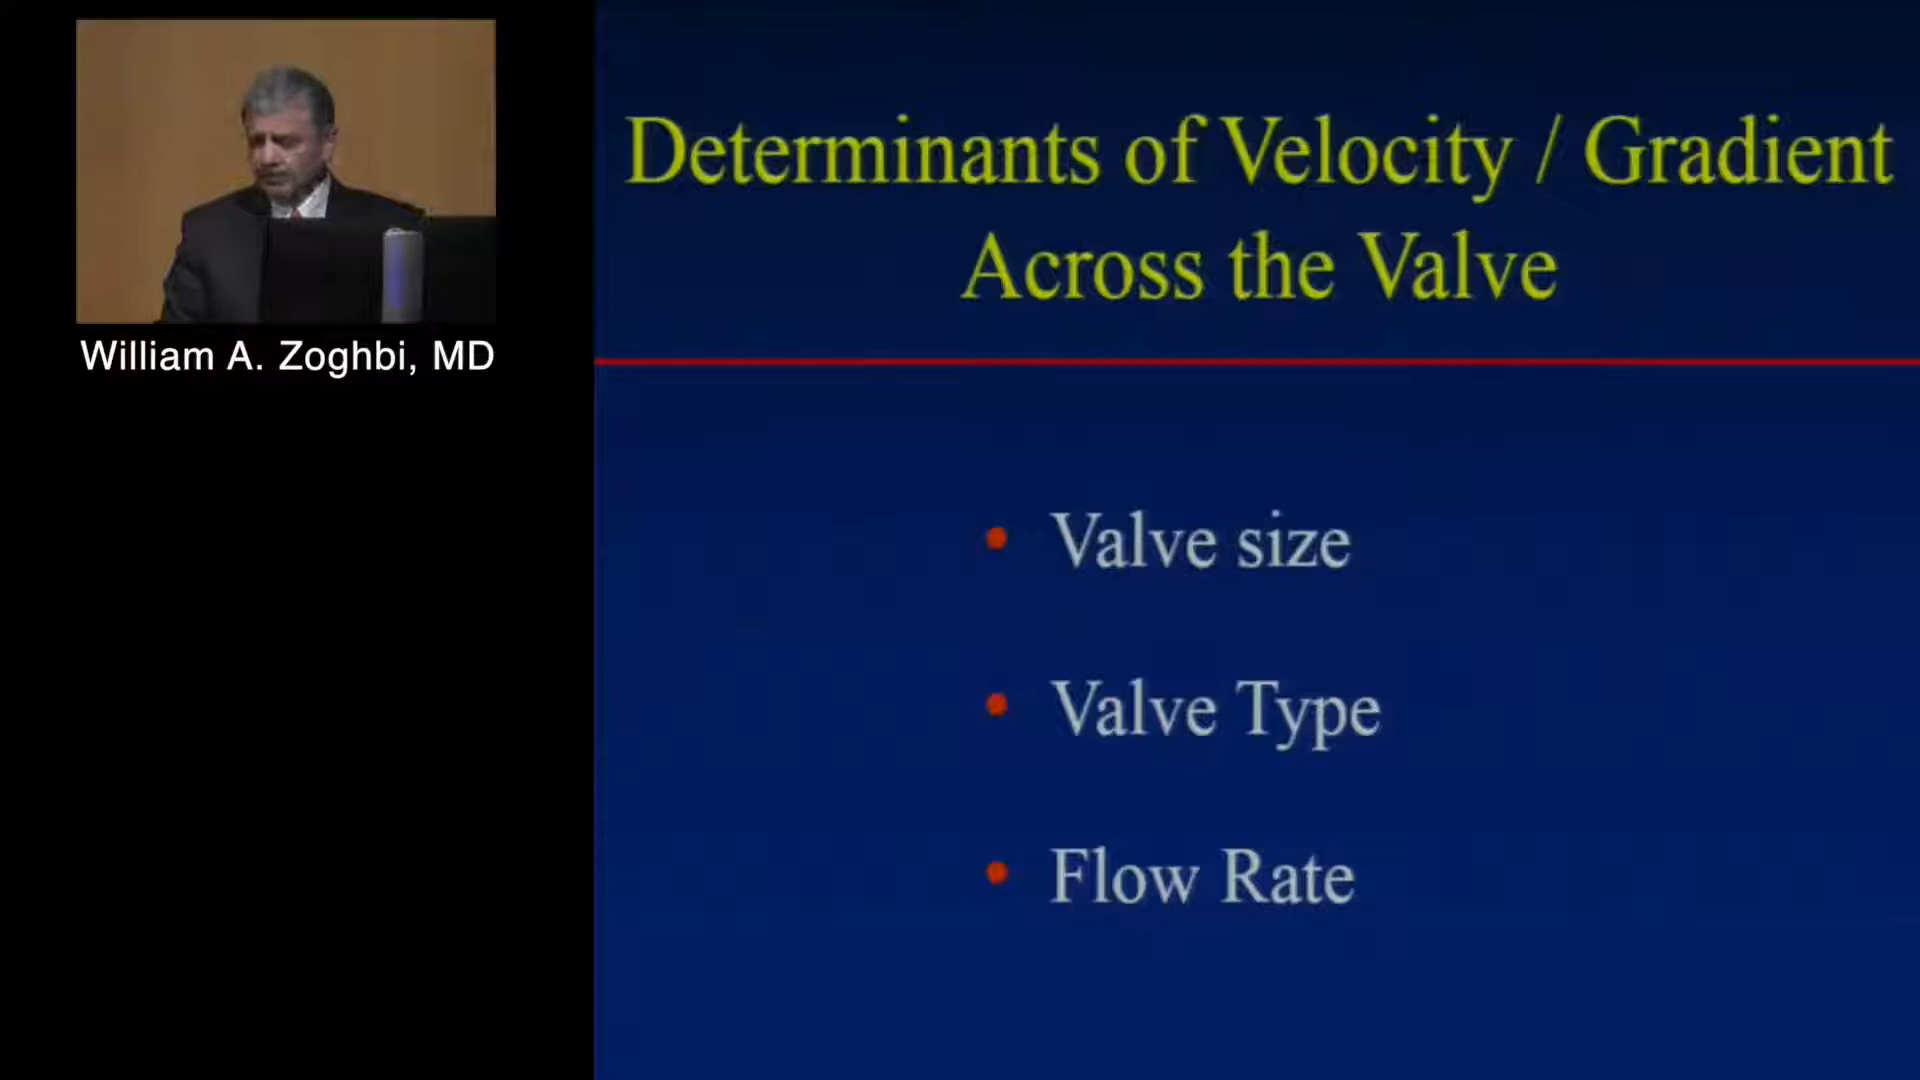 William A. Zoghbi, MD
Determinants of Velocity / Gradient
Across the Valve
• Valve size
• Valve Type
• Flow Rate